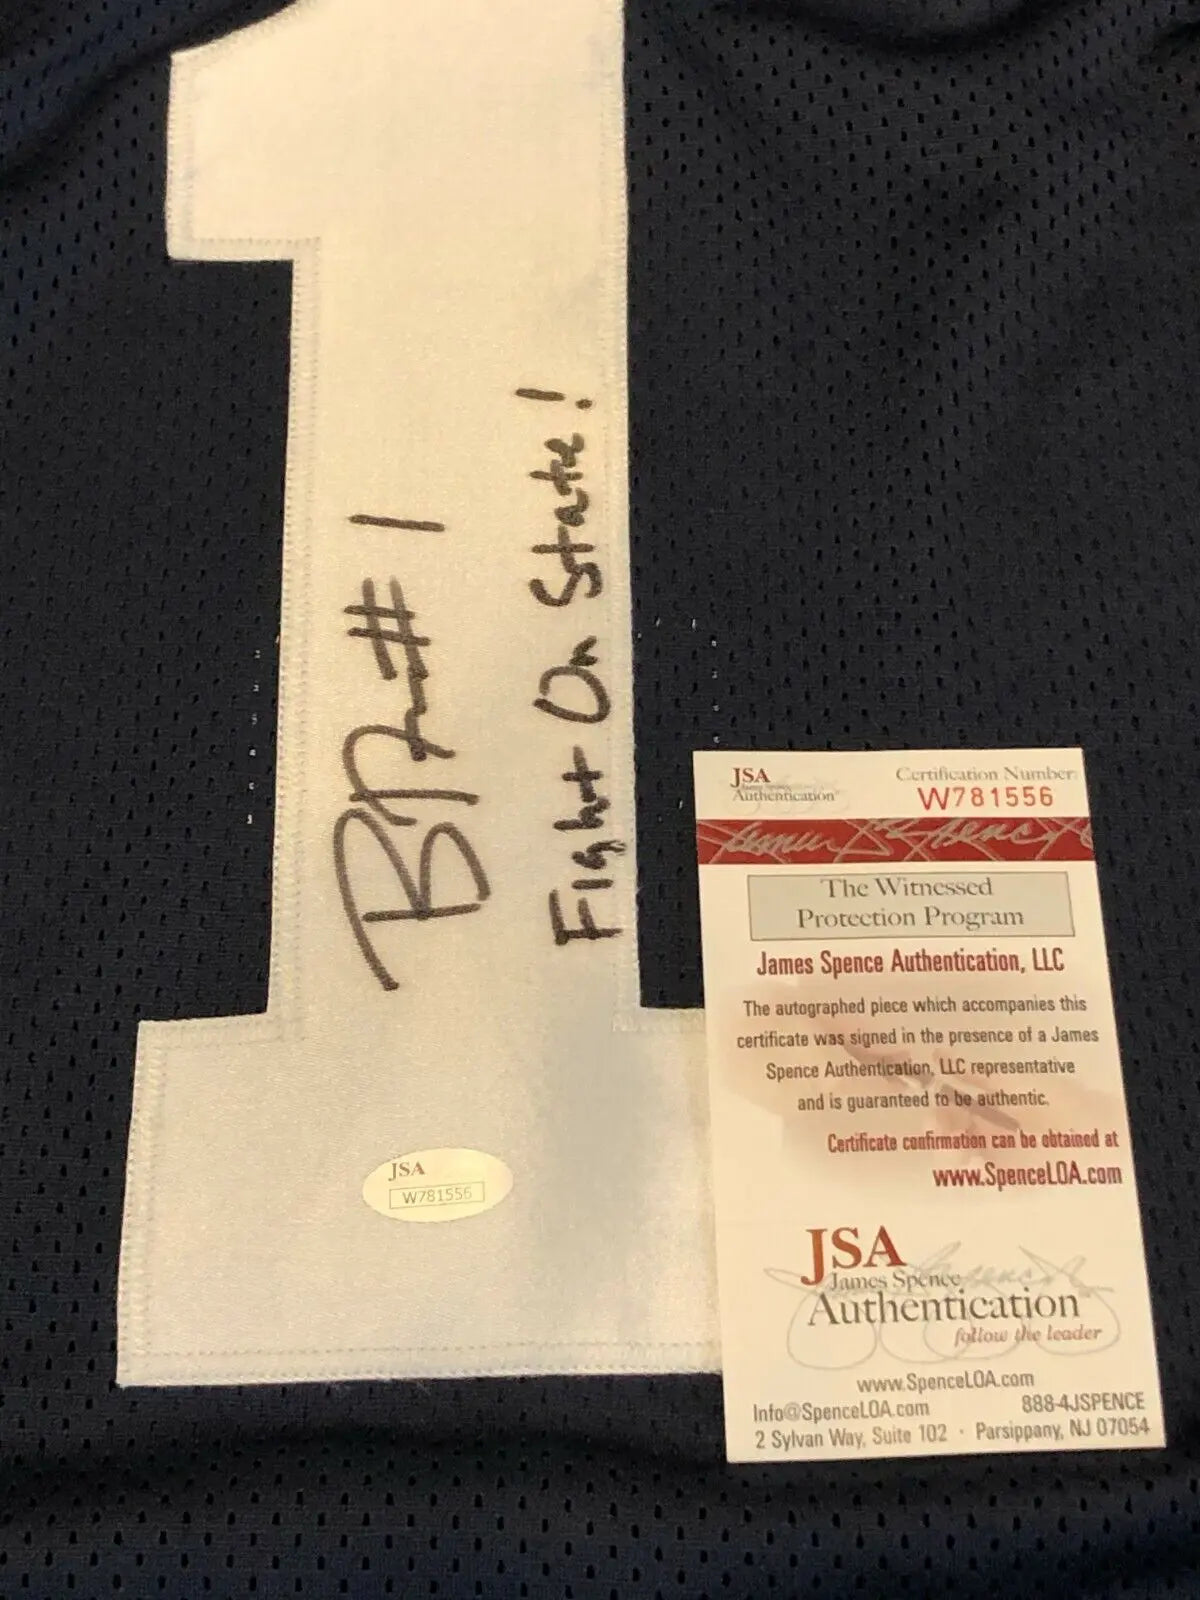 #1
Fight On State!
JSA
W781556
JSA
James Spence
Authentication
Certification Number:
W781556
The Witnessed
Protection Program
James Spence Authentication, LLC
The autographed piece which accompanies this
certificate was signed in the presence of a James
Spence Authentication, LLC representative
and is guaranteed to be authentic.
Certificate confirmation can be obtained at
www.SpenceLOA.com
JSA
James Spence
Authentication
follow the leader
www.SpenceLOA.com
Info@SpenceLOA.com 888-4JSPENCE
2 Sylvan Way, Suite 102 · Parsippany, NJ 07054